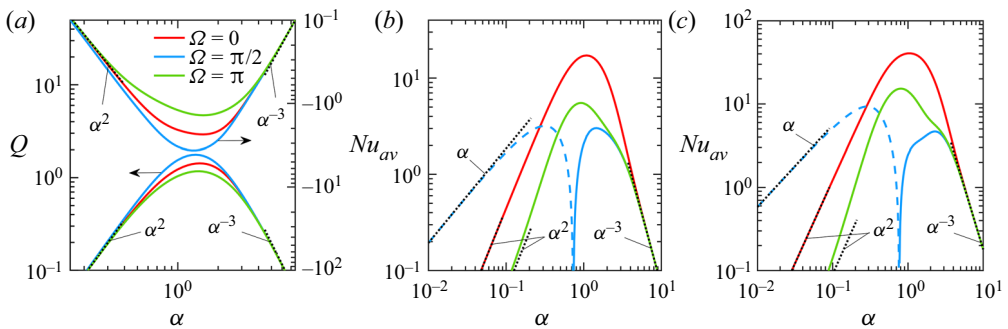 (a)
10¹
10⁰
10⁻¹
Q
−10⁻¹
−10⁰
−10¹
−10²
Ω = 0
Ω = π/2
Ω = π
α²
α⁻³
α²
α⁻³
10⁰
α
(b)
10²
10¹
10⁰
10⁻¹
Nu_av
α
α²
α⁻³
10⁻² 10⁻¹ 10⁰ 10¹
α
(c)
10²
10¹
10⁰
10⁻¹
Nu_av
α
α²
α⁻³
10⁻² 10⁻¹ 10⁰ 10¹
α